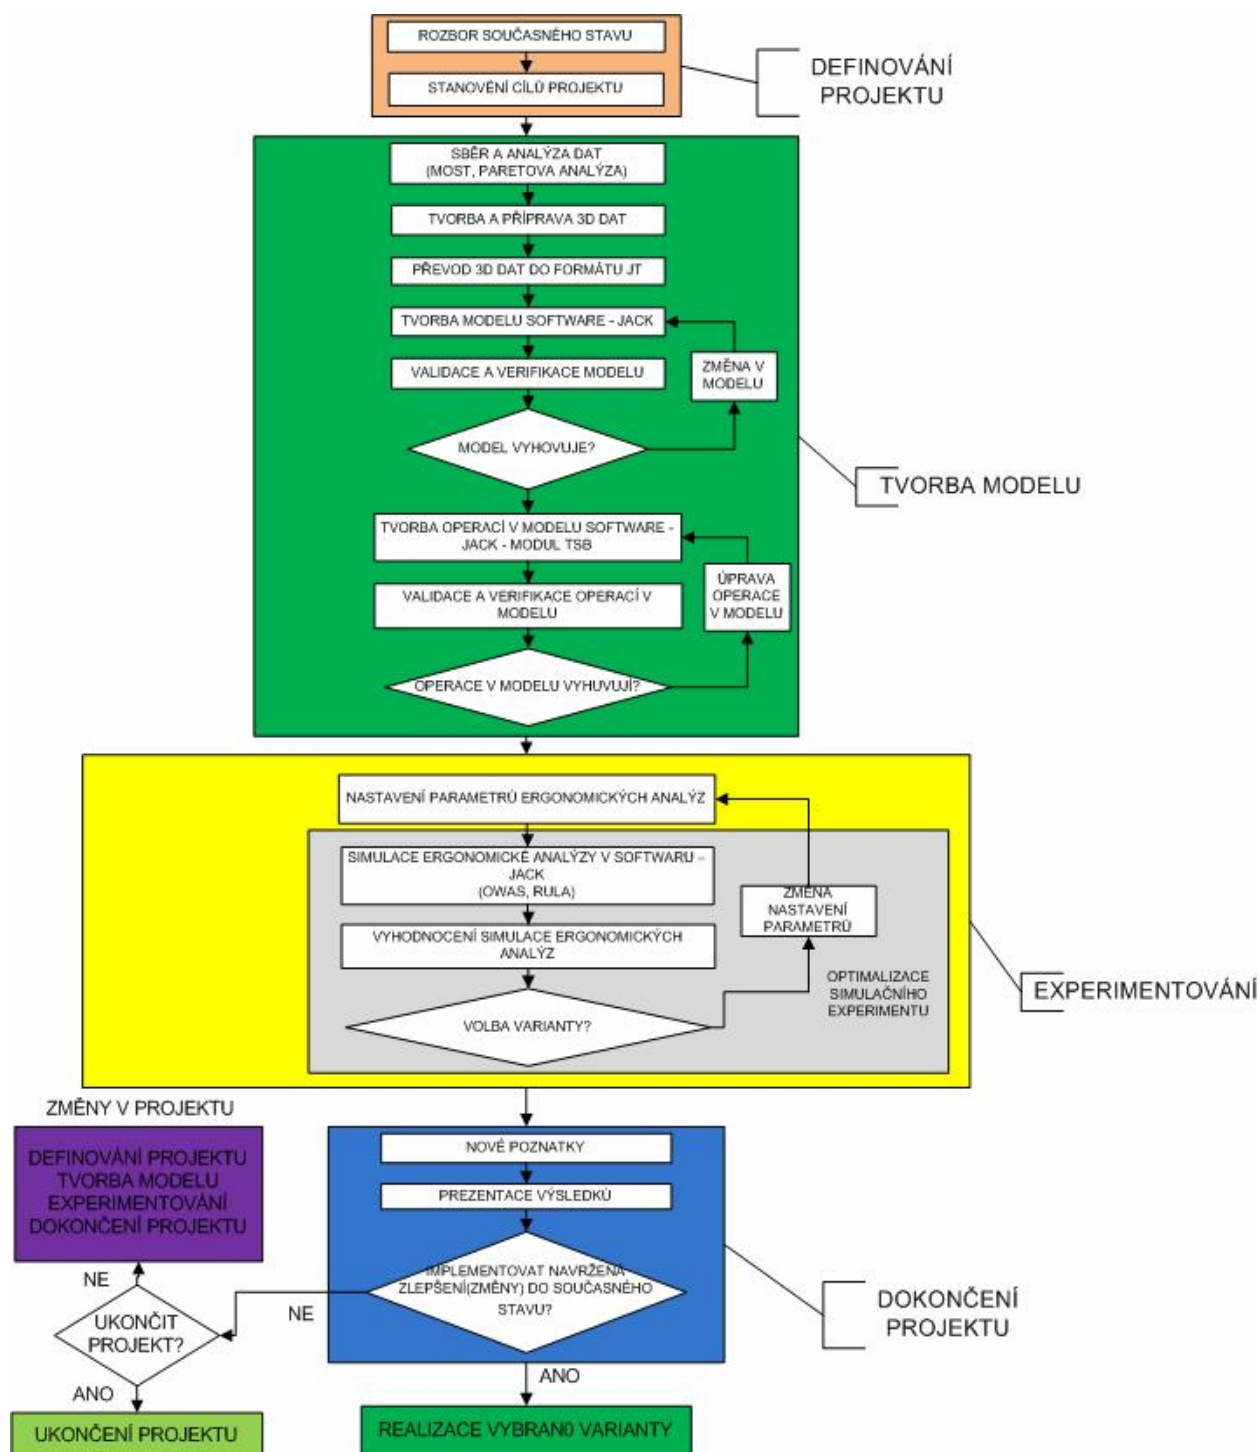 ROZBOR SOUČASNÉHO STAVU
STANOVENÍ CÍLŮ PROJEKTU
DEFINOVÁNÍ
PROJEKTU
SBĚR A ANALÝZA DAT
(MOST, PARETOVA ANALÝZA)
TVORBA A PŘÍPRAVA 3D DAT
PŘEVOD 3D DAT DO FORMÁTU JT
TVORBA MODELU SOFTWARE - JACK
VALIDACE A VERIFIKACE MODELU
ZMĚNA V
MODELU
MODEL VYHOVUJE?
TVORBA MODELU
TVORBA OPERACÍ V MODELU SOFTWARE -
JACK - MODUL TSB
VALIDACE A VERIFIKACE OPERACÍ V
MODELU
ÚPRAVA
OPERACE
V MODELU
OPERACE V MODELU VYHUVUJÍ?
NASTAVENÍ PARAMETRŮ ERGONOMICKÝCH ANALÝZ
SIMULACE ERGONOMICKÉ ANALÝZY V SOFTWARU –
JACK
(OWAS, RULA)
ZMĚNA
NASTAVENÍ
PARAMETRŮ
VYHODNOCENÍ SIMULACE ERGONOMICKÝCH
ANALÝZ
OPTIMALIZACE
SIMULAČNÍHO
EXPERIMENTU
VOLBA VARIANTY?
EXPERIMENTOVÁNÍ
ZMĚNY V PROJEKTU
DEFINOVÁNÍ PROJEKTU
TVORBA MODELU
EXPERIMENTOVÁNÍ
DOKONČENÍ PROJEKTU
NOVÉ POZNATKY
PREZENTACE VÝSLEDKŮ
IMPLEMENTOVAT NAVRŽENÁ
ZLEPŠENÍ(ZMĚNY) DO SOUČASNÉHO
STAVU?
DOKONČENÍ
PROJEKTU
NE
NE
UKONČIT
PROJEKT?
ANO
ANO
UKONČENÍ PROJEKTU
REALIZACE VYBRAN0 VARIANTY